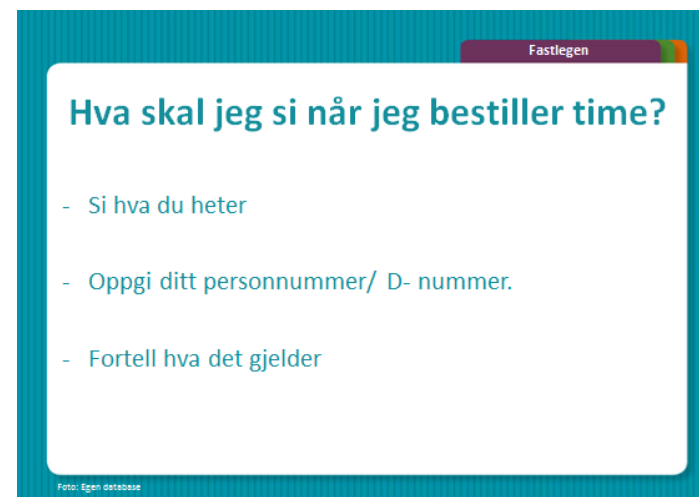 Fastlegen
Hva skal jeg si når jeg bestiller time?
- Si hva du heter
- Oppgi ditt personnummer/ D- nummer.
- Fortell hva det gjelder
Foto: Egen database